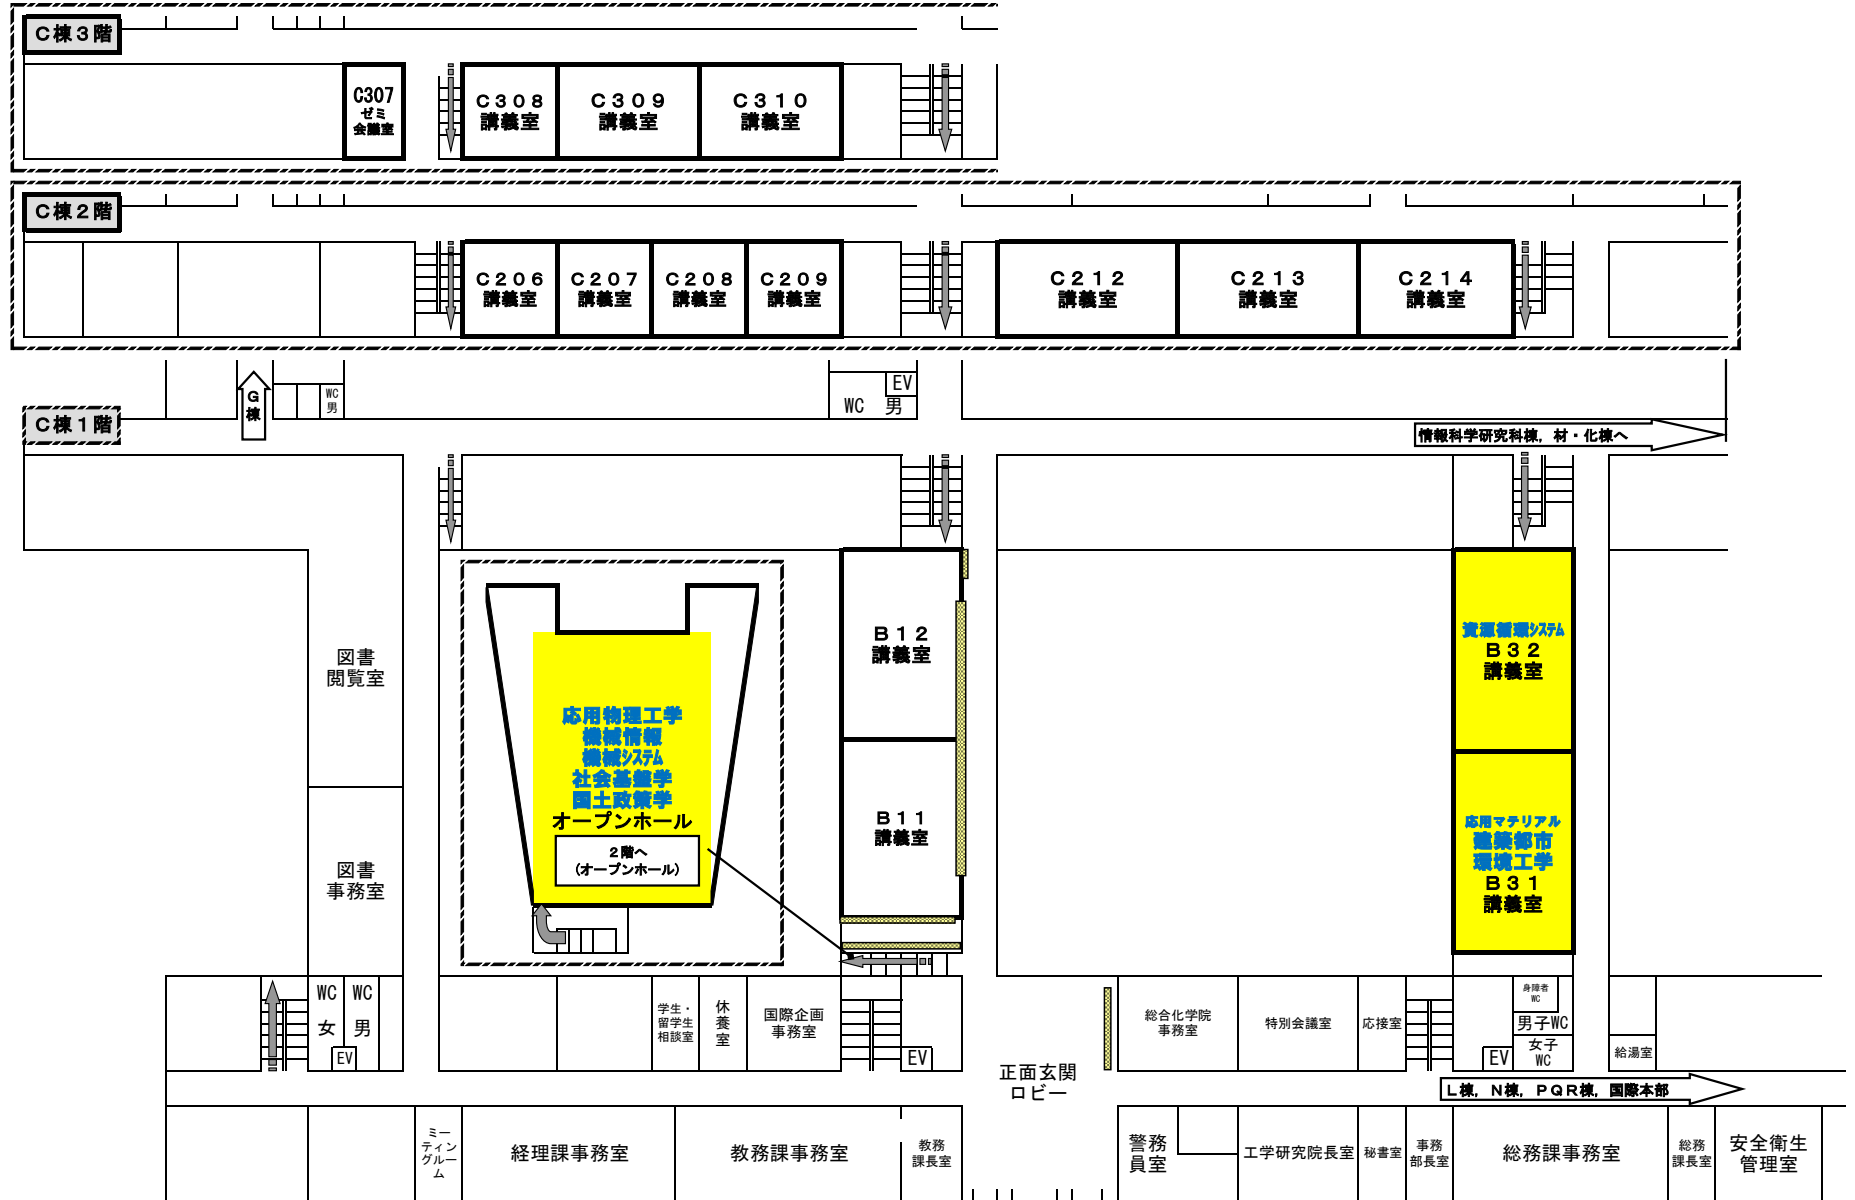 Ｃ棟３階
C307
ゼミ
会議室
Ｃ３０８
講義室
Ｃ３０９
講義室
Ｃ３１０
講義室
Ｃ棟２階
Ｃ２０６
講義室
Ｃ２０７
講義室
Ｃ２０８
講義室
Ｃ２０９
講義室
Ｃ２１２
講義室
Ｃ２１３
講義室
Ｃ２１４
講義室
Ｃ棟１階
Ｇ
棟
WC
男
EV
WC 男
情報科学研究科棟，材・化棟へ
図書
閲覧室
図書
事務室
応用物理工学
機械情報
機械システム
社会基盤学
国土政策学
オープンホール
２階へ
(オープンホール)
Ｂ１２
講義室
Ｂ１１
講義室
資源循環システム
Ｂ３２
講義室
応用マテリアル
建築都市
環境工学
Ｂ３１
講義室
WC
女
WC
男
EV
学生・
留学生
相談室
休
養
室
国際企画
事務室
EV
正面玄関
ロビー
総合化学院
事務室
特別会議室
応接室
身障者
WC
男子WC
女子
WC
EV
給湯室
Ｌ棟，Ｎ棟，ＰＱＲ棟，国際本部
ミー
ティン
グルー
ム
経理課事務室
教務課事務室
教務
課長室
警務
員室
工学研究院長室
秘書室
事務
部長室
総務課事務室
総務
課長室
安全衛生
管理室